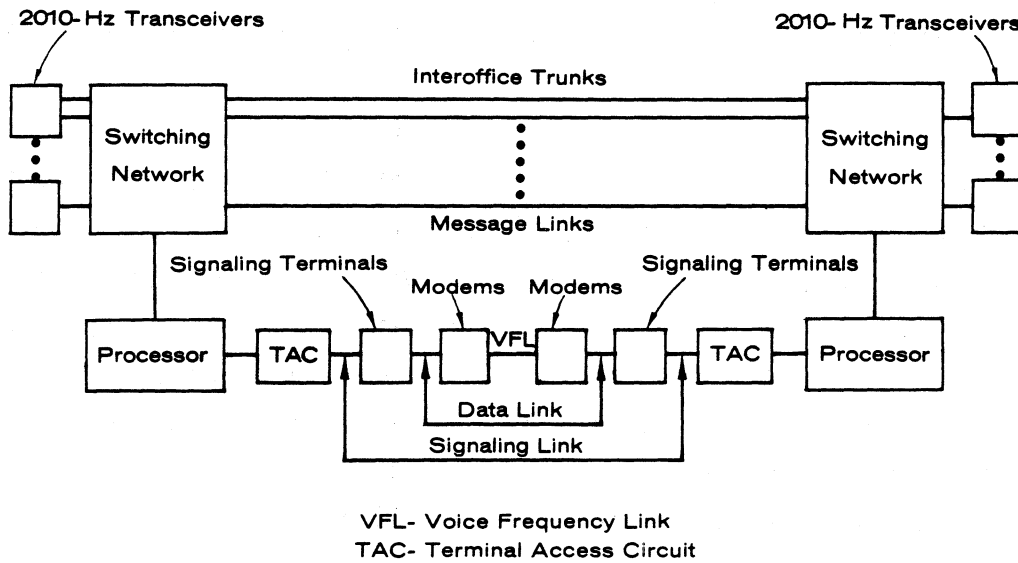 2010-Hz Transceivers
2010-Hz Transceivers
Interoffice Trunks
Switching
Network
Switching
Network
Message Links
Signaling Terminals
Signaling Terminals
Modems
Modems
Processor
TAC
VFL
TAC
Processor
Data Link
Signaling Link
VFL- Voice Frequency Link
TAC- Terminal Access Circuit